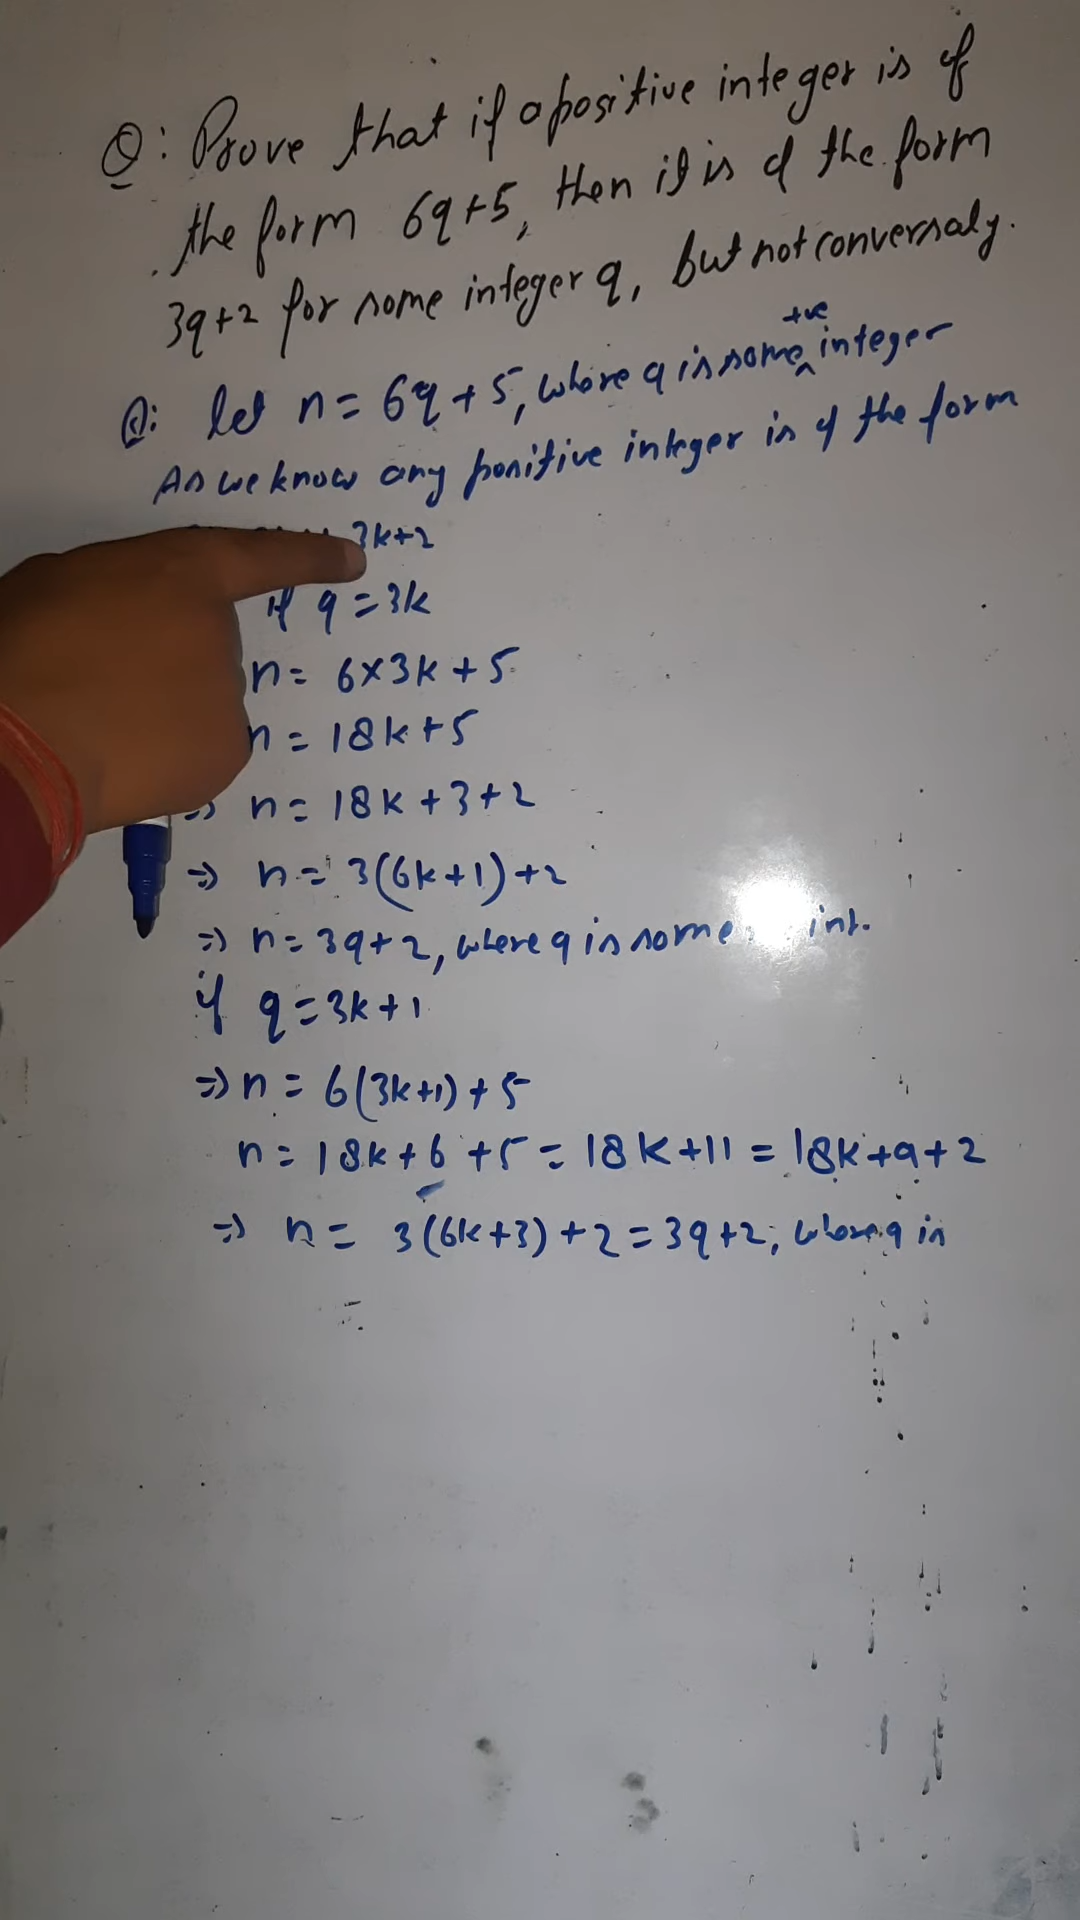 Q: Prove that if a positive integer is of
the form 6q+5, then it is of the form
3q+2 for some integer q, but not conversaly.
let n = 6q + 5, where q is some +ve integer
As we know any positive integer is of the form
3k+2
if q = 3k
n = 6×3k + 5
n = 18k+5
=> n = 18k +3+2
=> n = 3(6k+1)+2
=> n = 3q+2, where q is some int.
if q = 3k+1
=> n = 6(3k+1)+5
n = 18k+6+5 = 18k+11 = 18k+9+2
=> n = 3(6k+3)+2 = 3q+2, where q is